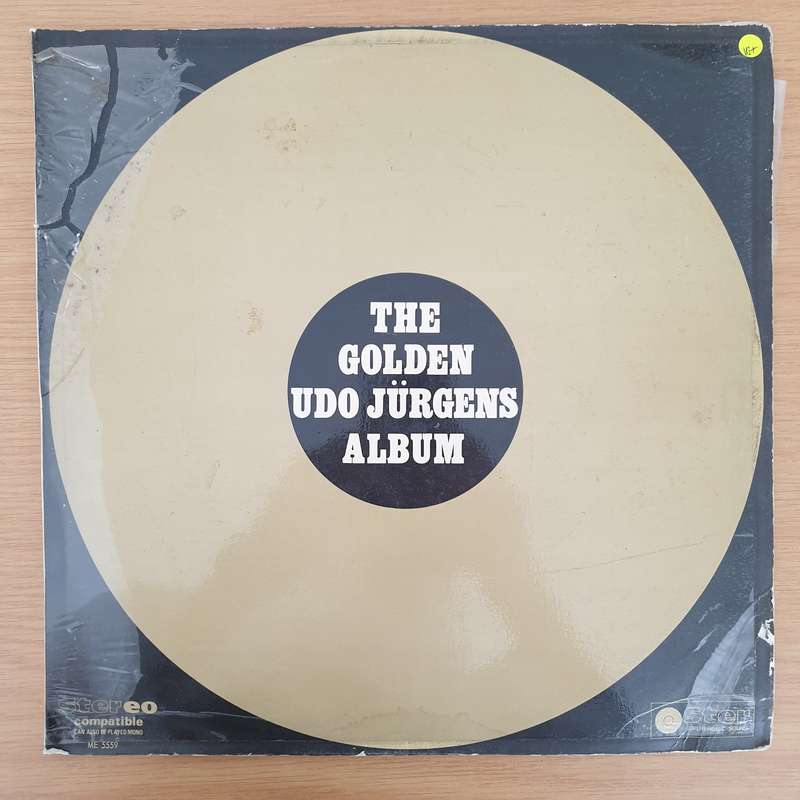 VG+
THE
GOLDEN
UDO JÜRGENS
ALBUM
stereo
compatible
CAN ALSO BE PLAYED MONO
ME 3559